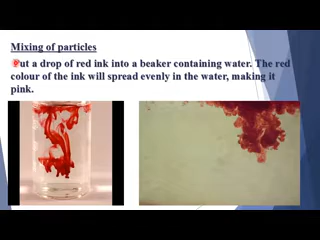 Mixing of particles
Put a drop of red ink into a beaker containing water. The red
colour of the ink will spread evenly in the water, making it
pink.